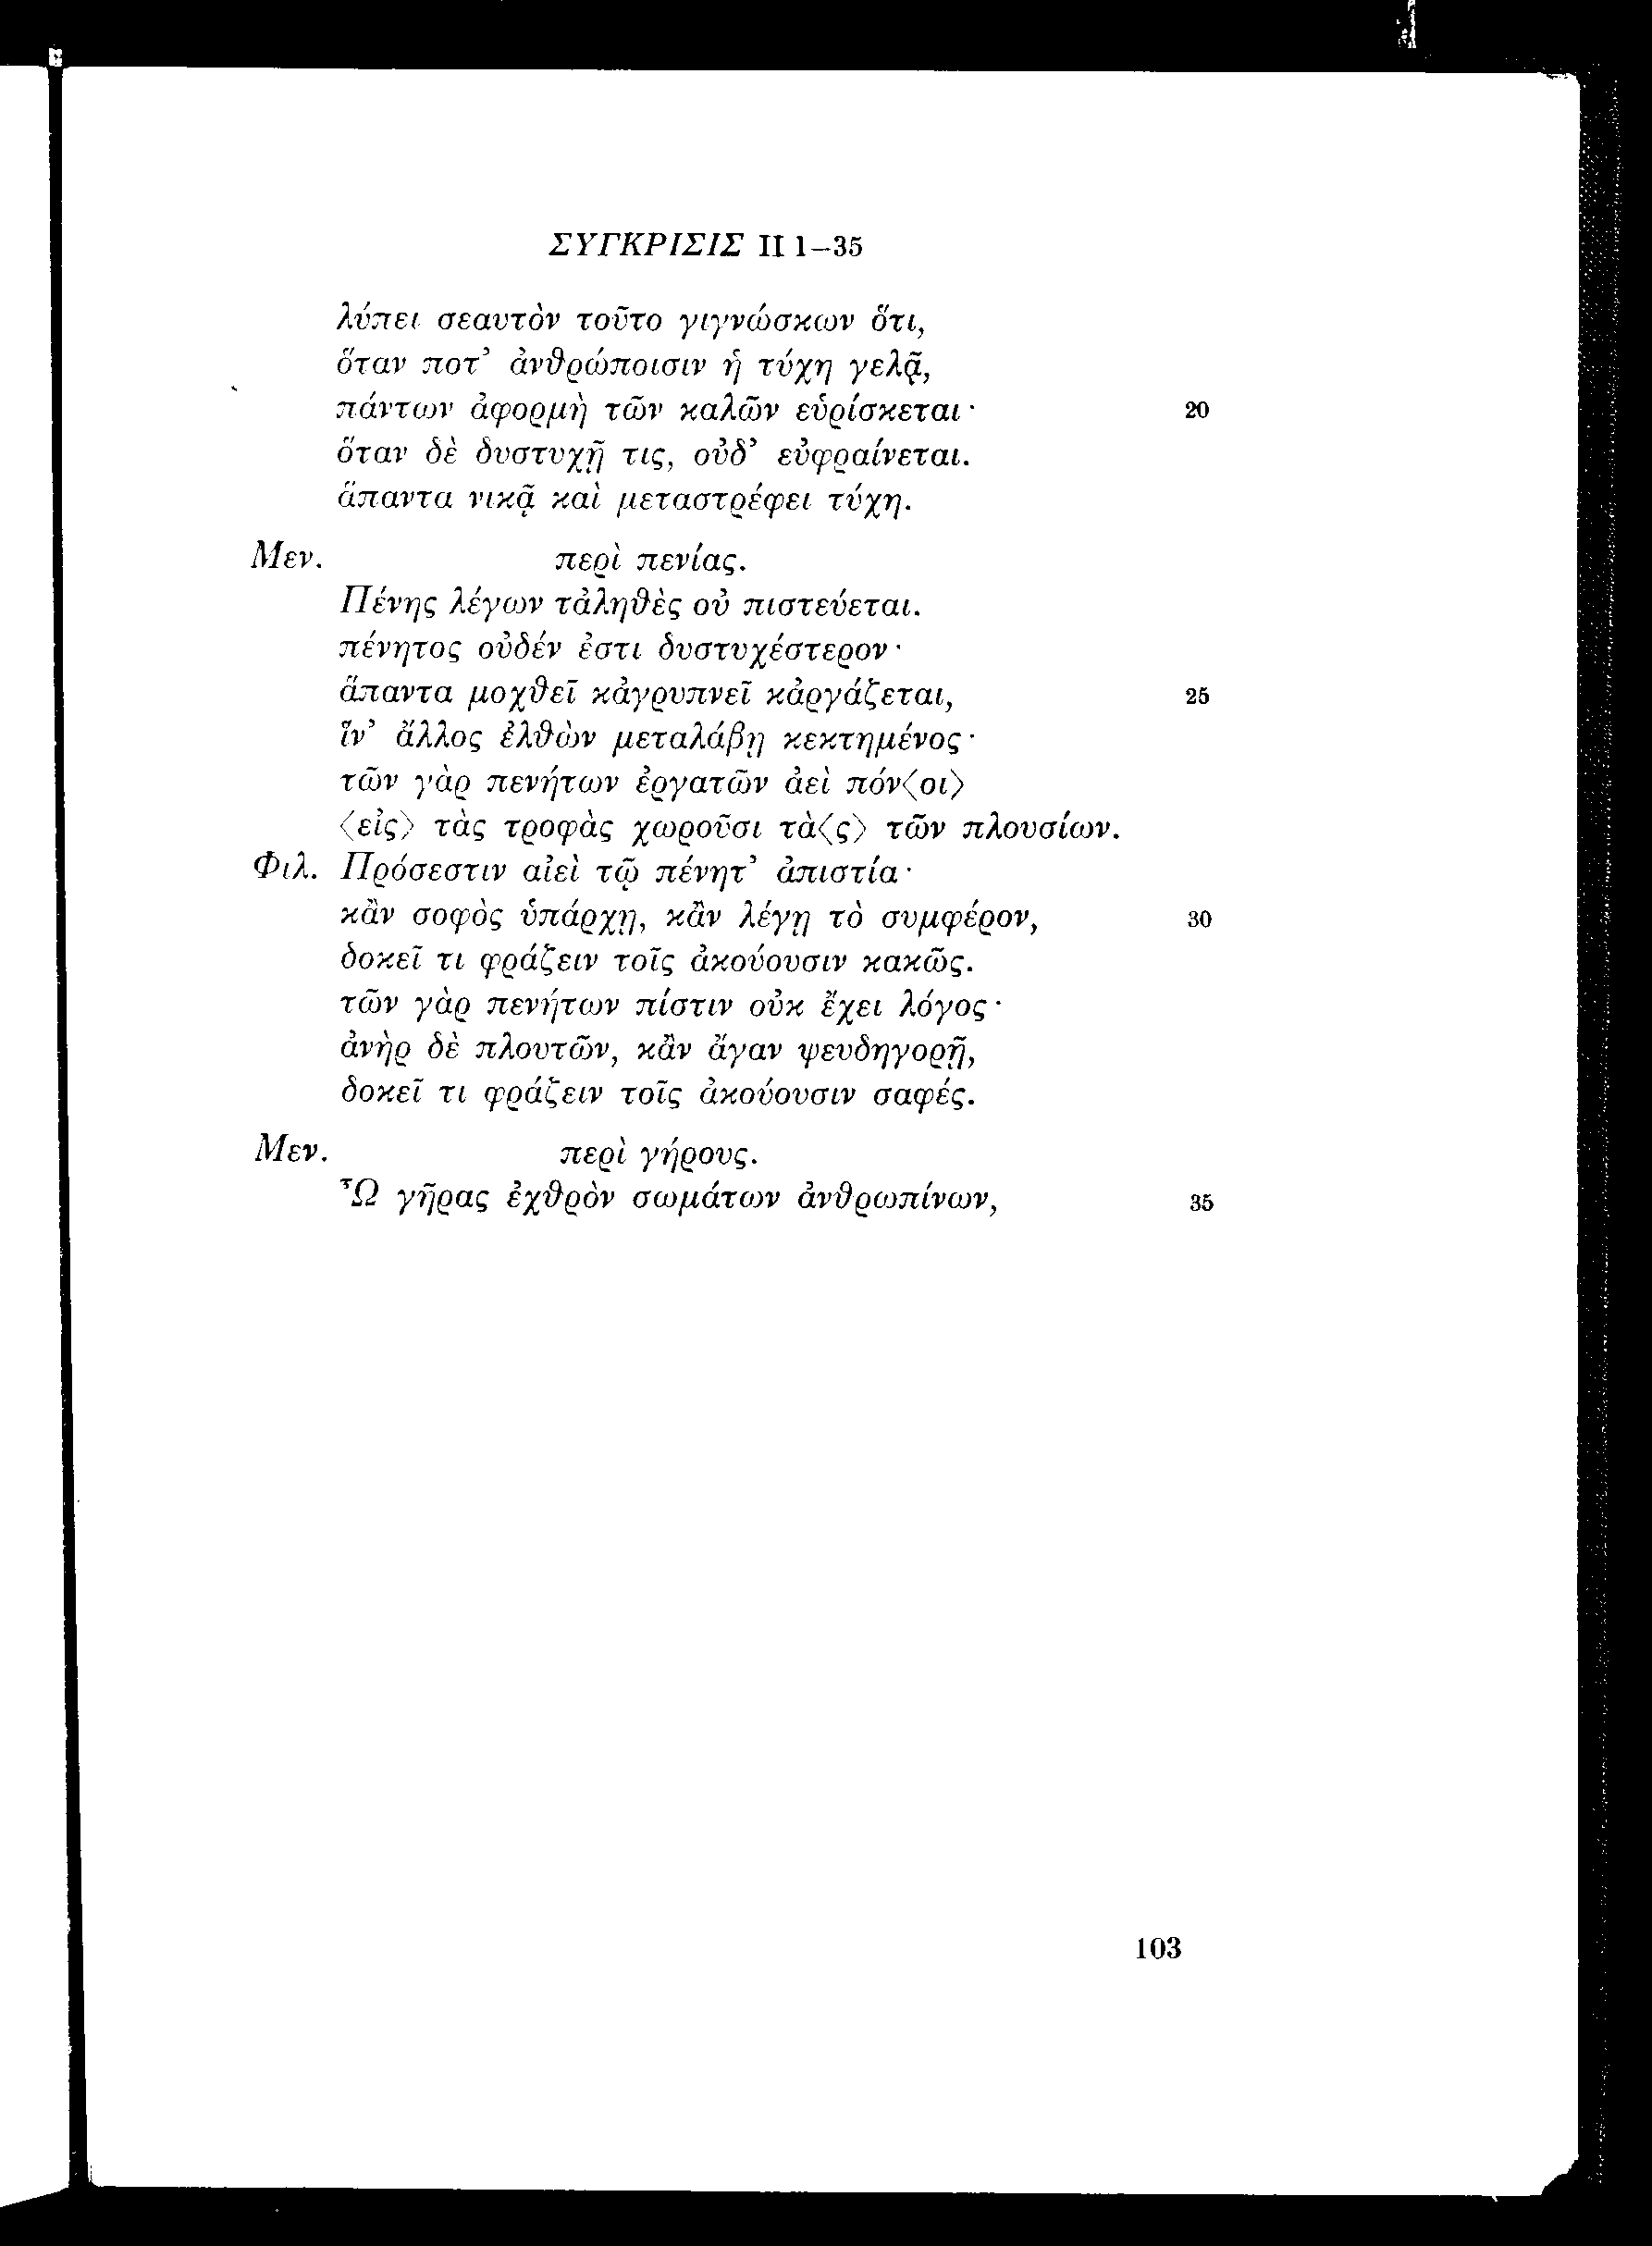 ΣΥΓΚΡΙΣΙΣ II 1–35
λύπει σεαυτὸν τοῦτο γιγνώσκων ὅτι,
ὅταν ποτ’ ἀνθρώποισιν ἡ τύχη γελᾷ,
πάντων ἀφορμὴ τῶν καλῶν εὑρίσκεται· 20
ὅταν δὲ δυστυχῇ τις, οὐδ’ εὐφραίνεται.
ἅπαντα νικᾷ καὶ μεταστρέφει τύχη.
Μεν. περὶ πενίας.
Πένης λέγων τἀληθὲς οὐ πιστεύεται.
πένητος οὐδέν ἐστι δυστυχέστερον·
ἅπαντα μοχθεῖ κἀγρυπνεῖ κἀργάζεται, 25
ἵν’ ἄλλος ἐλθὼν μεταλάβῃ κεκτημένος·
τῶν γὰρ πενήτων ἐργατῶν ἀεὶ πόν⟨οι⟩
⟨εἰς⟩ τὰς τροφὰς χωροῦσι τὰ⟨ς⟩ τῶν πλουσίων.
Φιλ. Πρόσεστιν αἰεὶ τῷ πένητ’ ἀπιστία·
κἂν σοφὸς ὑπάρχῃ, κἂν λέγῃ τὸ συμφέρον, 30
δοκεῖ τι φράζειν τοῖς ἀκούουσιν κακῶς.
τῶν γὰρ πενήτων πίστιν οὐκ ἔχει λόγος·
ἀνὴρ δὲ πλουτῶν, κἂν ἄγαν ψευδηγορῇ,
δοκεῖ τι φράζειν τοῖς ἀκούουσιν σαφές.
Μεν. περὶ γήρους.
Ὦ γῆρας ἐχθρὸν σωμάτων ἀνθρωπίνων, 35
103